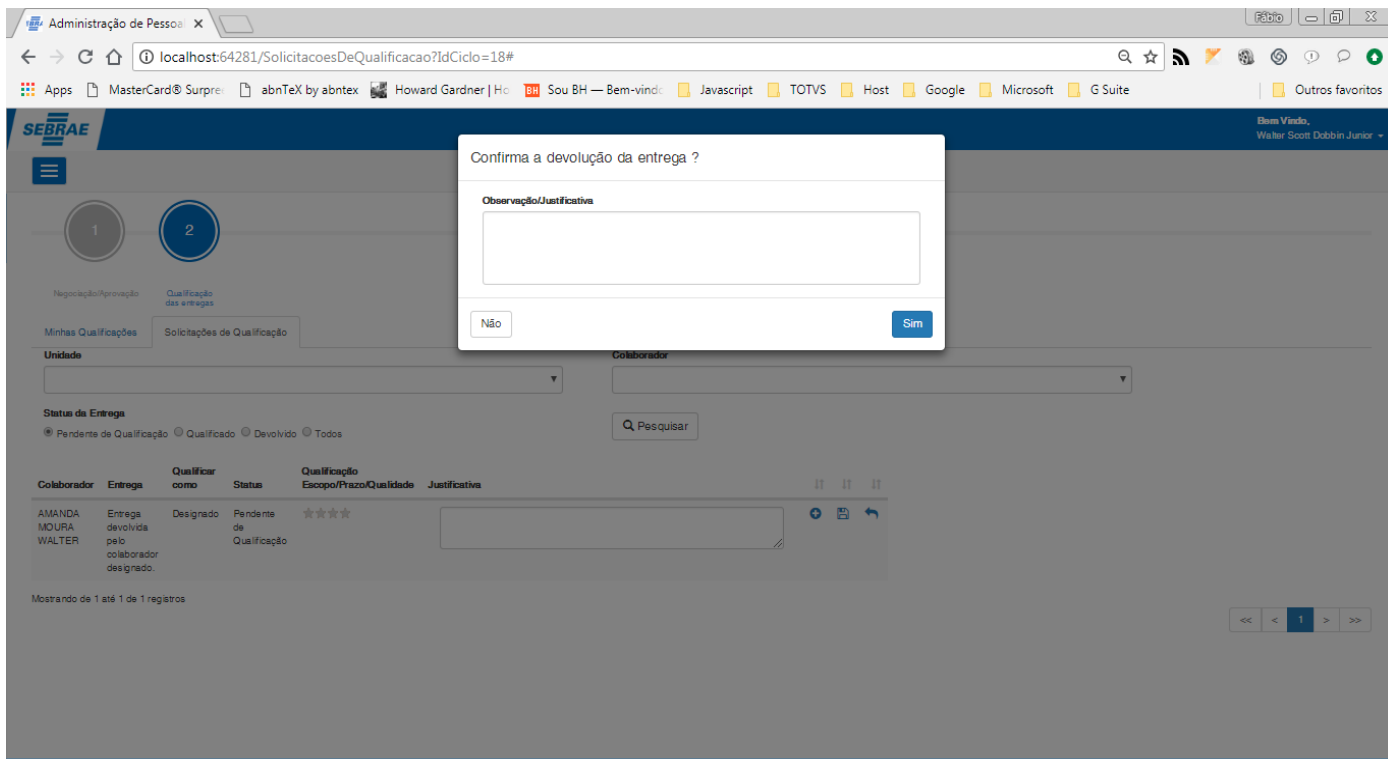 Administração de Pessoal
Fábio
localhost:64281/SolicitacoesDeQualificacao?IdCiclo=18#
Apps MasterCard® Surpre abnTeX by abntex Howard Gardner | Ho BH Sou BH — Bem-vindo Javascript TOTVS Host Google Microsoft G Suite Outros favoritos
SEBRAE
Bem Vindo,
Walter Scott Dobbin Junior
Confirma a devolução da entrega ?
Observação/Justificativa
Não Sim
1 2
Negociação/Aprovação Qualificação
das entregas
Minhas Qualificações Solicitações de Qualificação
Unidade Colaborador
Status da Entrega
Pendente de Qualificação Qualificado Devolvido Todos Pesquisar
Colaborador Entrega Qualificar como Status Qualificação Escopo/Prazo/Qualidade Justificativa
AMANDA Entrega Designado Pendente
MOURA devolvida de
WALTER pelo Qualificação
colaborador
designado.
Mostrando de 1 até 1 de 1 registros
<< < 1 > >>